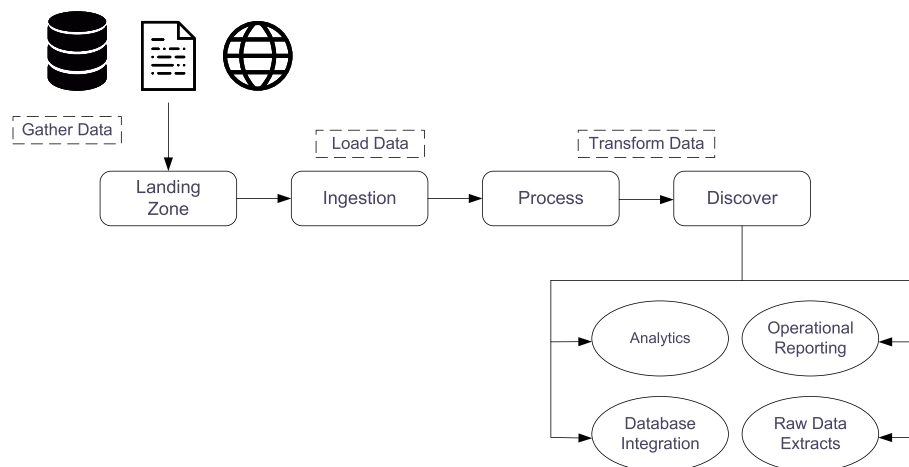 Gather Data
Load Data
Transform Data
Landing
Zone
Ingestion
Process
Discover
Analytics
Operational
Reporting
Database
Integration
Raw Data
Extracts